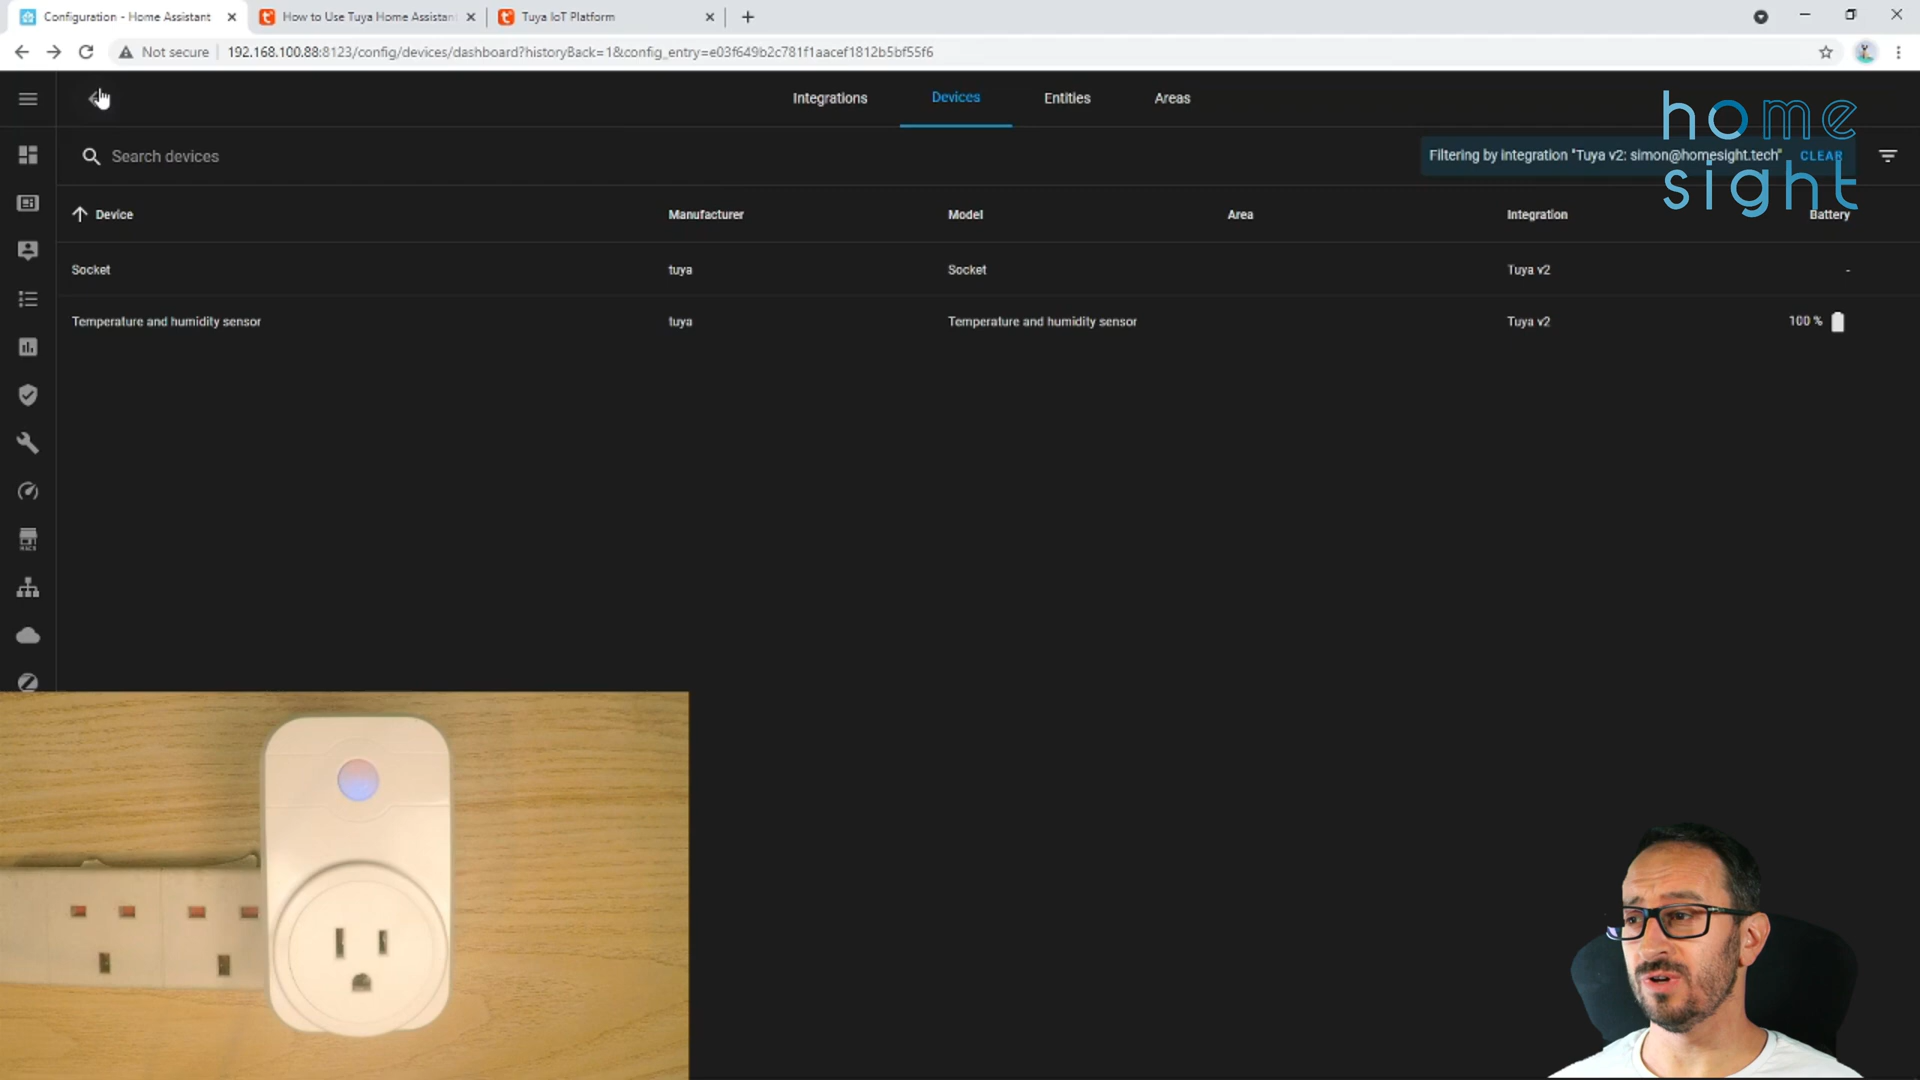 Configuration - Home Assistant
How to Use Tuya Home Assistan
Tuya IoT Platform
Not secure
192.168.100.88:8123/config/devices/dashboard?historyBack=1&config_entry=e03f649b2c781f1aacef1812b5bf55f6
Integrations Devices Entities Areas
home
sight
Search devices
Filtering by integration "Tuya v2: simon@homesight.tech" CLEAR
Device Manufacturer Model Area Integration Battery
Socket tuya Socket Tuya v2 -
Temperature and humidity sensor tuya Temperature and humidity sensor Tuya v2 100 %
HACS